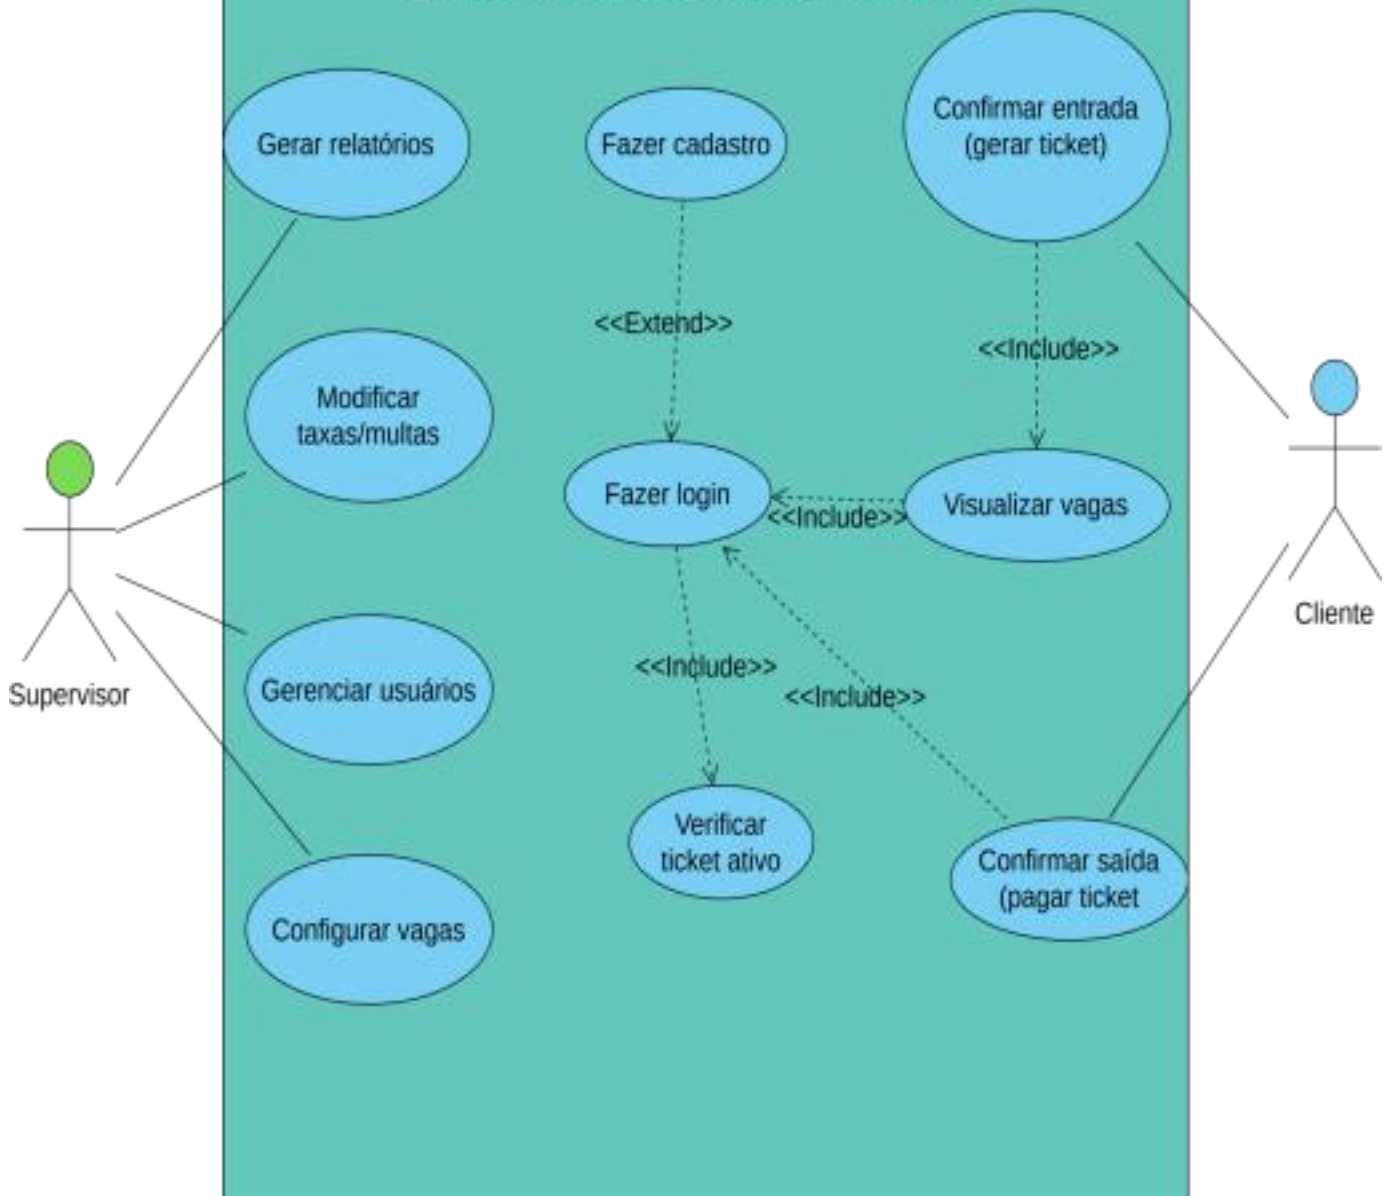 Gerar relatórios
Fazer cadastro
Confirmar entrada
(gerar ticket)
<<Extend>>
<<Include>>
Modificar
taxas/multas
Fazer login
Visualizar vagas
<<Include>>
Cliente
Supervisor
Gerenciar usuários
<<Include>>
<<Include>>
Verificar
ticket ativo
Confirmar saída
(pagar ticket
Configurar vagas